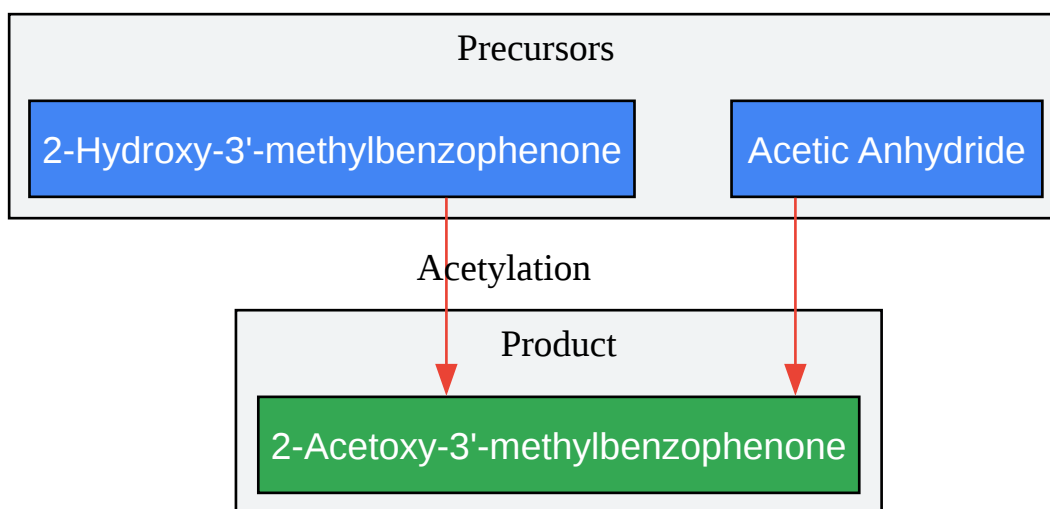 Precursors
2-Hydroxy-3'-methylbenzophenone
Acetic Anhydride
Acetylation
Product
2-Acetoxy-3'-methylbenzophenone